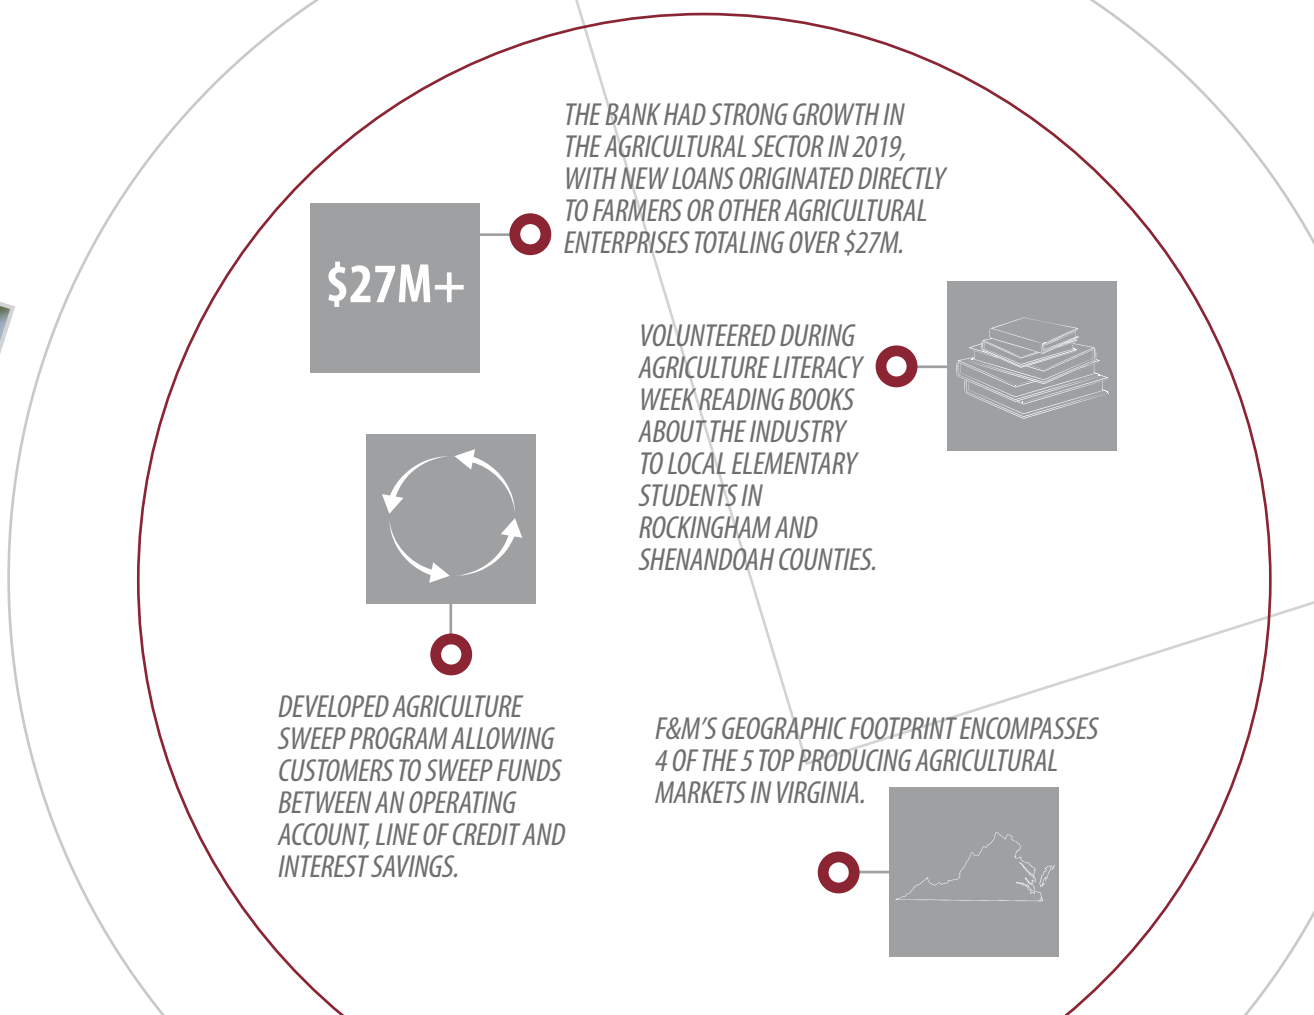 THE BANK HAD STRONG GROWTH IN
THE AGRICULTURAL SECTOR IN 2019,
WITH NEW LOANS ORIGINATED DIRECTLY
TO FARMERS OR OTHER AGRICULTURAL
ENTERPRISES TOTALING OVER $27M.
$27M+
VOLUNTEERED DURING
AGRICULTURE LITERACY
WEEK READING BOOKS
ABOUT THE INDUSTRY
TO LOCAL ELEMENTARY
STUDENTS IN
ROCKINGHAM AND
SHENANDOAH COUNTIES.
DEVELOPED AGRICULTURE
SWEEP PROGRAM ALLOWING
CUSTOMERS TO SWEEP FUNDS
BETWEEN AN OPERATING
ACCOUNT, LINE OF CREDIT AND
INTEREST SAVINGS.
F&M'S GEOGRAPHIC FOOTPRINT ENCOMPASSES
4 OF THE 5 TOP PRODUCING AGRICULTURAL
MARKETS IN VIRGINIA.